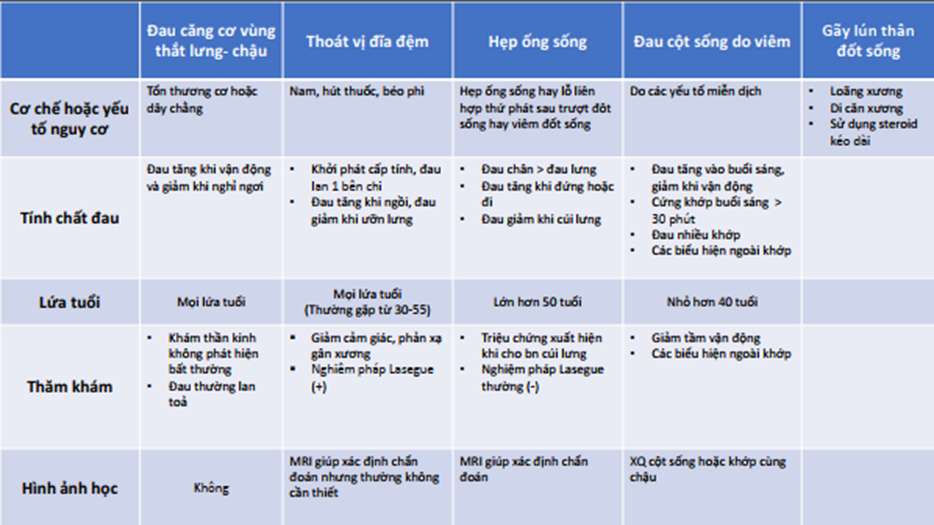 Đau căng cơ vùng
thắt lưng- chậu
Thoát vị đĩa đệm
Hẹp ống sống
Đau cột sống do viêm
Gãy lún thân
đốt sống
Cơ chế hoặc yếu
tố nguy cơ
Tổn thương cơ hoặc
dây chằng
Nam, hút thuốc, béo phì
Hẹp ống sống hay lỗ liên
hợp thứ phát sau trượt đôt
sống hay viêm đốt sống
Do các yếu tố miễn dịch
• Loãng xương
• Di căn xương
• Sử dụng steroid
kéo dài
Tính chất đau
Đau tăng khi vận động
và giảm khi nghỉ ngơi
• Khởi phát cấp tính, đau
lan 1 bên chi
• Đau tăng khi ngồi, đau
giảm khi ưỡn lưng
• Đau chân > đau lưng
• Đau tăng khi đứng hoặc
đi
• Đau giảm khi cúi lưng
• Đau tăng vào buổi sáng,
giảm khi vận động
• Cứng khớp buổi sáng >
30 phút
• Đau nhiều khớp
• Các biểu hiện ngoài khớp
Lứa tuổi
Mọi lứa tuổi
Mọi lứa tuổi
(Thường gặp từ 30-55)
Lớn hơn 50 tuổi
Nhỏ hơn 40 tuổi
Thăm khám
• Khám thần kinh
không phát hiện
bất thường
• Đau thường lan
toả
▪ Giảm cảm giác, phản xạ
gân xương
▪ Nghiêm pháp Lasegue
(+)
• Triệu chứng xuất hiện
khi cho bn cúi lưng
• Nghiệm pháp Lasegue
thường (-)
• Giảm tầm vận động
• Các biểu hiện ngoài khớp
Hình ảnh học
Không
MRI giúp xác định chẩn
đoán nhưng thường không
cần thiết
MRI giúp xác định chẩn
đoán
XQ cột sống hoặc khớp cùng
chậu